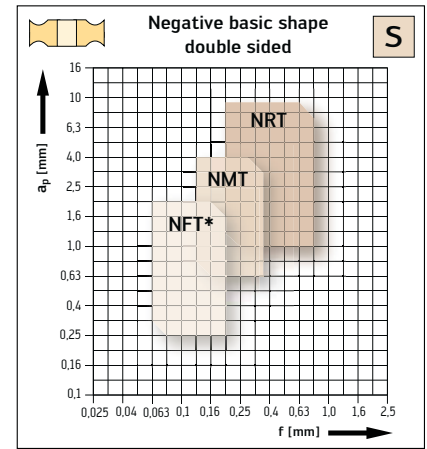 Negative basic shape
double sided
S
16
10
6,3
4,0
2,5
1,6
1,0
0,63
0,4
0,25
0,16
0,1
ap [mm]
NRT
NMT
NFT*
0,025 0,04 0,063 0,1 0,16 0,25 0,4 0,63 1,0 1,6 2,5
f [mm]